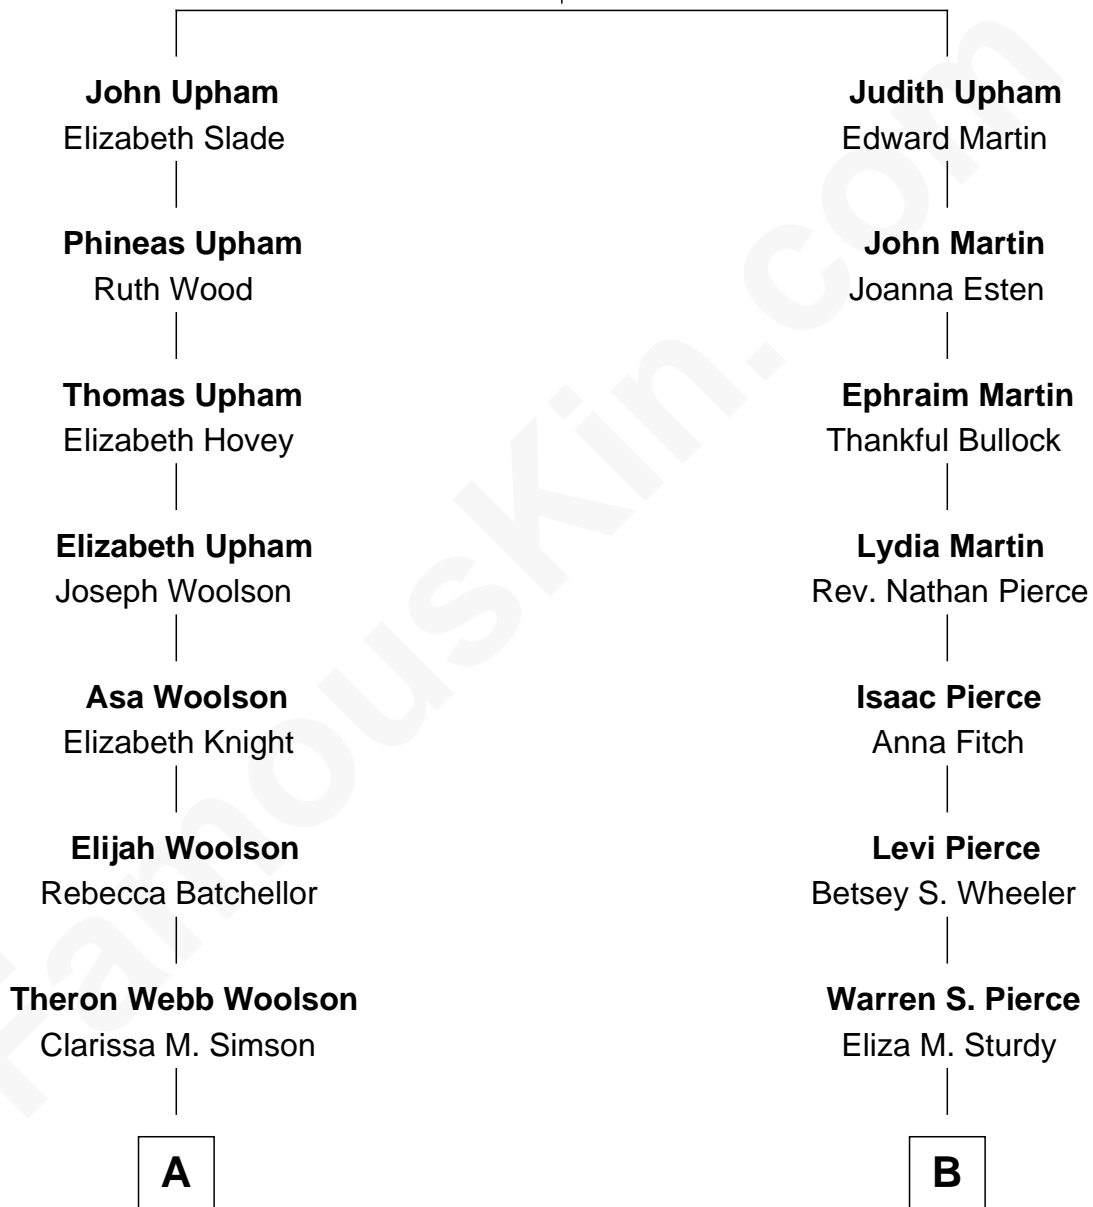 John Upham
Elizabeth Slade
Phineas Upham
Ruth Wood
Thomas Upham
Elizabeth Hovey
Elizabeth Upham
Joseph Woolson
Asa Woolson
Elizabeth Knight
Elijah Woolson
Rebecca Batchellor
Theron Webb Woolson
Clarissa M. Simson
A
Judith Upham
Edward Martin
John Martin
Joanna Esten
Ephraim Martin
Thankful Bullock
Lydia Martin
Rev. Nathan Pierce
Isaac Pierce
Anna Fitch
Levi Pierce
Betsey S. Wheeler
Warren S. Pierce
Eliza M. Sturdy
B
FamousKin.com